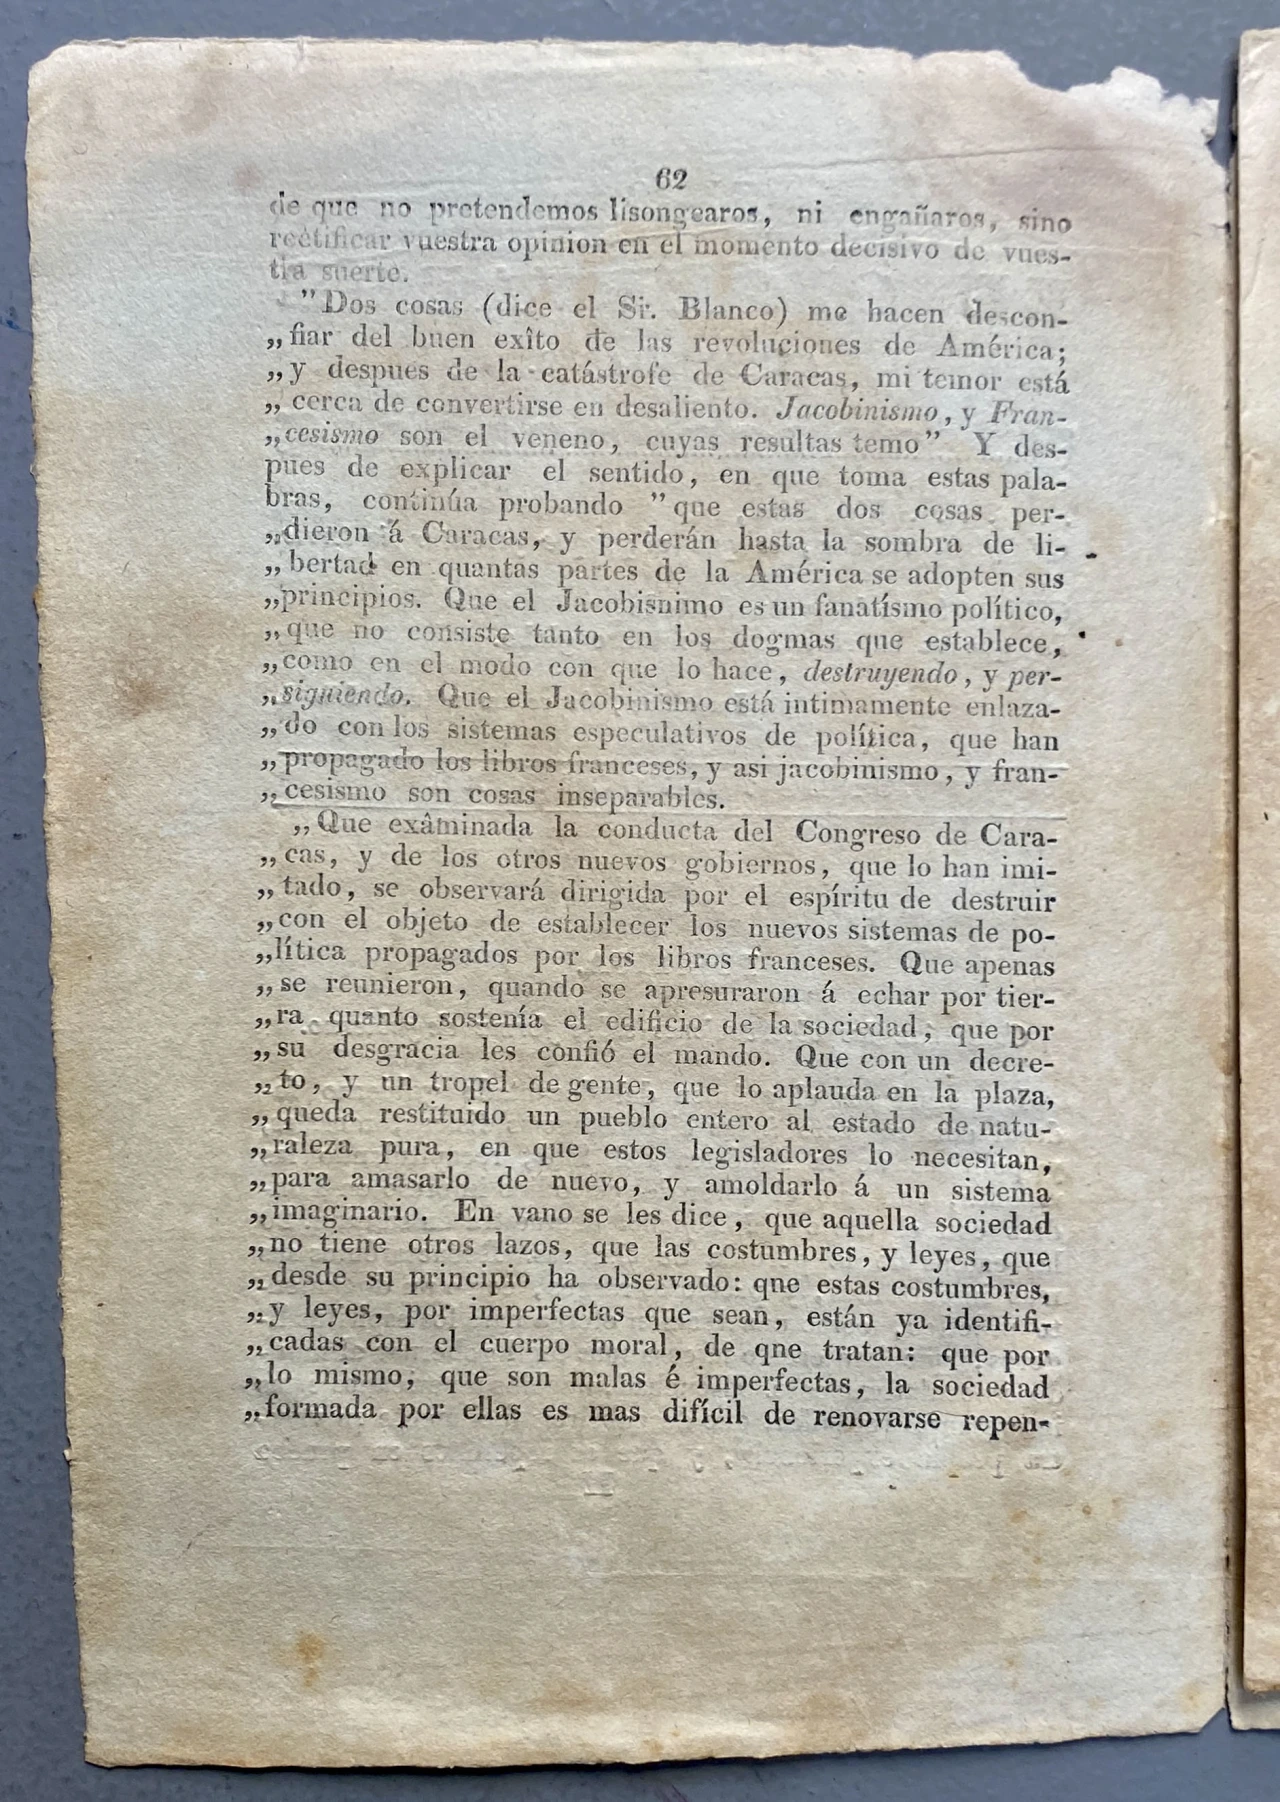 62
de que no pretendemos lisongearos, ni engañaros, sino
rectificar vuestra opinion en el momento decisivo de vues-
tra suerte.
"Dos cosas (dice el Sr. Blanco) me hacen descon-
„fiar del buen exîto de las revoluciones de América;
„y despues de la catástrofe de Caracas, mi temor está
„cerca de convertirse en desaliento. Jacobinismo, y Fran-
„cesismo son el veneno, cuyas resultas temo" Y des-
pues de explicar el sentido, en que toma estas pala-
bras, continúa probando "que estas dos cosas per-
„dieron á Caracas, y perderán hasta la sombra de li-
„bertad en quantas partes de la América se adopten sus
„principios. Que el Jacobisnimo es un fanatísmo político,
„que no consiste tanto en los dogmas que establece,
„como en el modo con que lo hace, destruyendo, y per-
„siguiendo. Que el Jacobinismo está intimamente enlaza-
„do con los sistemas especulativos de política, que han
„propagado los libros franceses, y asi jacobinismo, y fran-
„cesismo son cosas inseparables.
„Que exâminada la conducta del Congreso de Cara-
„cas, y de los otros nuevos gobiernos, que lo han imi-
„tado, se observará dirigida por el espíritu de destruir
„con el objeto de establecer los nuevos sistemas de po-
„lítica propagados por los libros franceses. Que apenas
„se reunieron, quando se apresuraron á echar por tier-
„ra quanto sostenía el edificio de la sociedad, que por
„su desgracia les confió el mando. Que con un decre-
„to, y un tropel de gente, que lo aplauda en la plaza,
„queda restituido un pueblo entero al estado de natu-
„raleza pura, en que estos legisladores lo necesitan,
„para amasarlo de nuevo, y amoldarlo á un sistema
„imaginario. En vano se les dice, que aquella sociedad
„no tiene otros lazos, que las costumbres, y leyes, que
„desde su principio ha observado: qne estas costumbres,
„y leyes, por imperfectas que sean, están ya identifi-
„cadas con el cuerpo moral, de qne tratan: que por
„lo mismo, que son malas é imperfectas, la sociedad
„formada por ellas es mas difícil de renovarse repen-